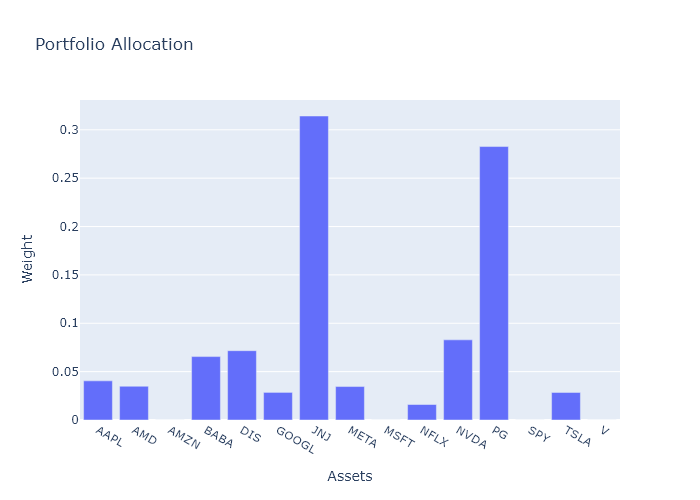 Portfolio Allocation
0.3
0.25
0.2
0.15
0.1
0.05
0
Weight
AAPL
AMD
AMZN
BABA
DIS
GOOGL
JNJ
META
MSFT
NFLX
NVDA
PG
SPY
TSLA
V
Assets